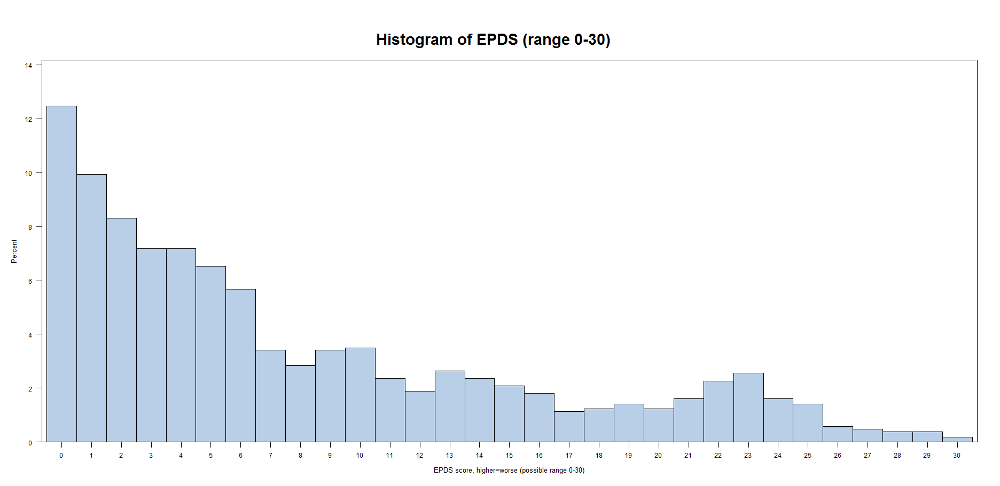 Histogram of EPDS (range 0-30)
14
12
10
8
6
4
2
0
Percent
0 1 2 3 4 5 6 7 8 9 10 11 12 13 14 15 16 17 18 19 20 21 22 23 24 25 26 27 28 29 30
EPDS score, higher=worse (possible range 0-30)